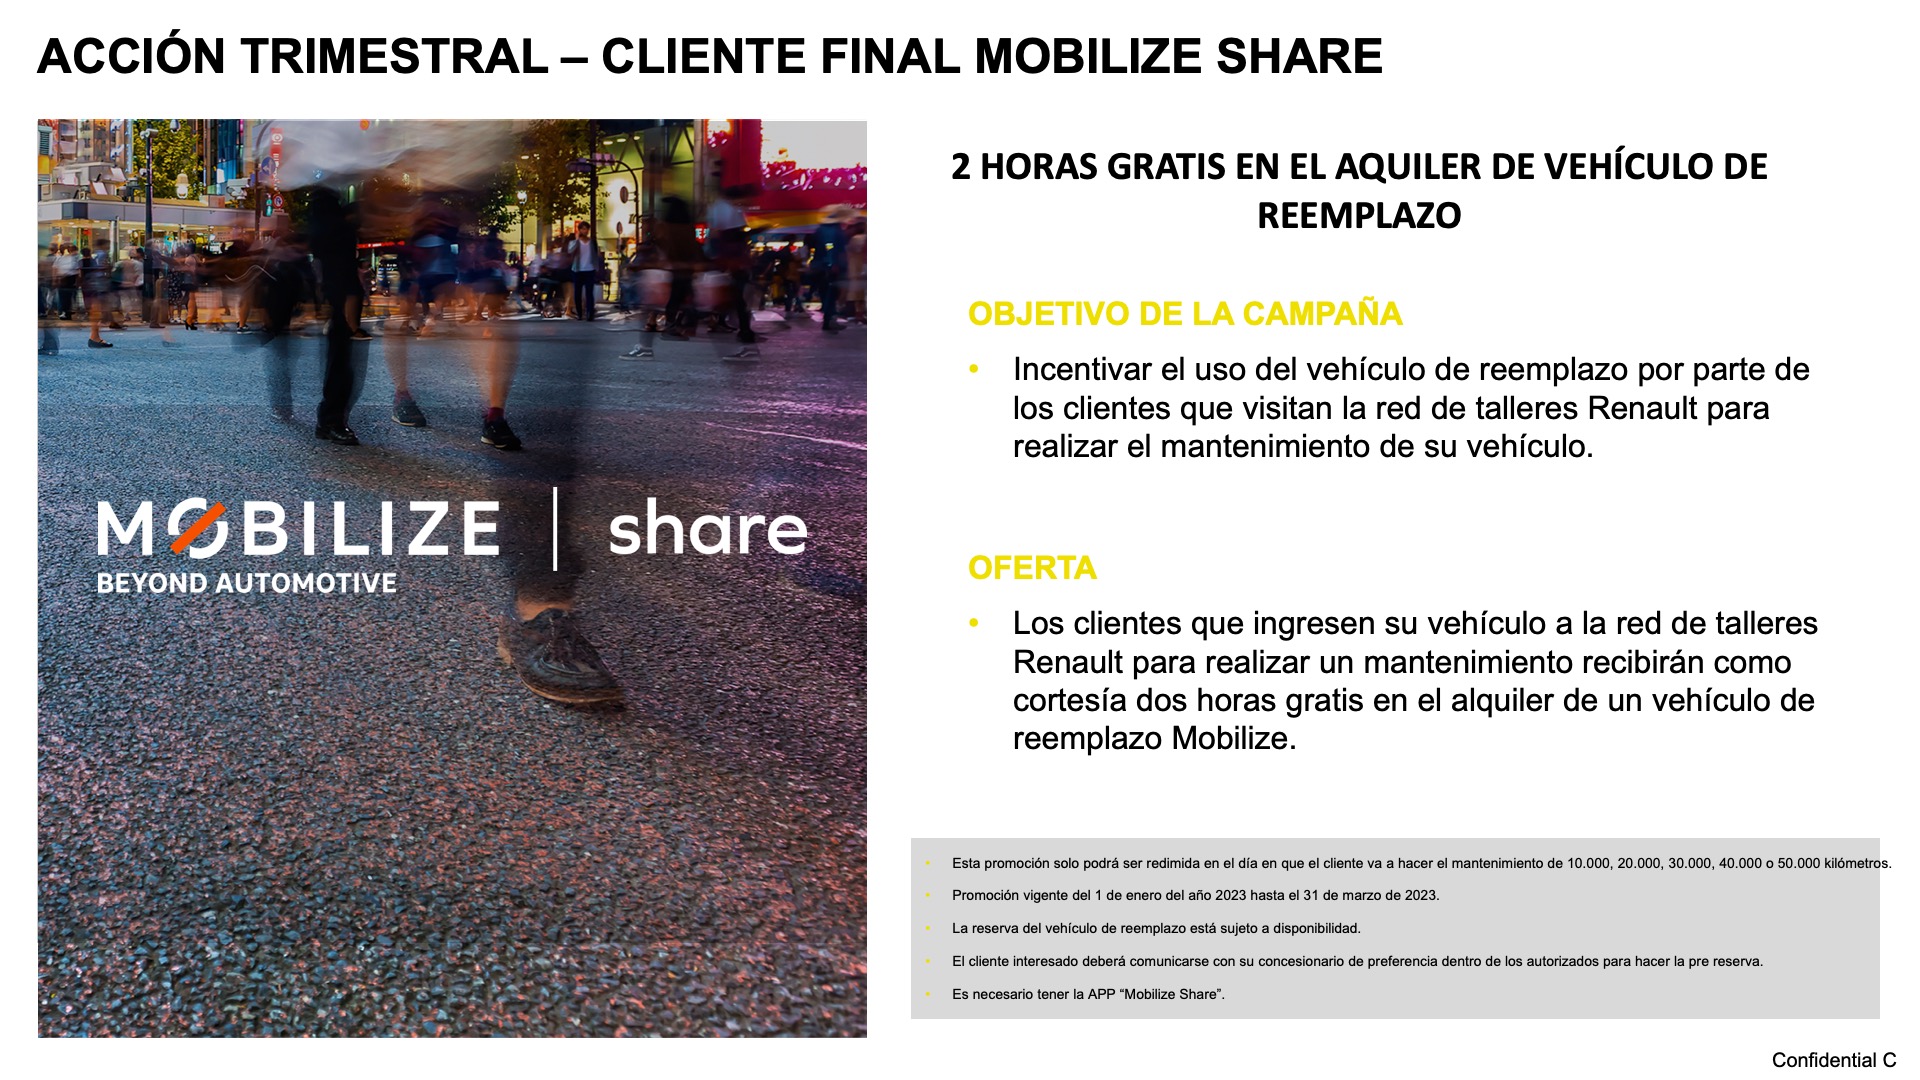 ACCIÓN TRIMESTRAL – CLIENTE FINAL MOBILIZE SHARE
MOBILIZE | share
BEYOND AUTOMOTIVE
2 HORAS GRATIS EN EL AQUILER DE VEHÍCULO DE
REEMPLAZO
OBJETIVO DE LA CAMPAÑA
• Incentivar el uso del vehículo de reemplazo por parte de
los clientes que visitan la red de talleres Renault para
realizar el mantenimiento de su vehículo.
OFERTA
• Los clientes que ingresen su vehículo a la red de talleres
Renault para realizar un mantenimiento recibirán como
cortesía dos horas gratis en el alquiler de un vehículo de
reemplazo Mobilize.
• Esta promoción solo podrá ser redimida en el día en que el cliente va a hacer el mantenimiento de 10.000, 20.000, 30.000, 40.000 o 50.000 kilómetros.
• Promoción vigente del 1 de enero del año 2023 hasta el 31 de marzo de 2023.
• La reserva del vehículo de reemplazo está sujeto a disponibilidad.
• El cliente interesado deberá comunicarse con su concesionario de preferencia dentro de los autorizados para hacer la pre reserva.
• Es necesario tener la APP “Mobilize Share”.
Confidential C